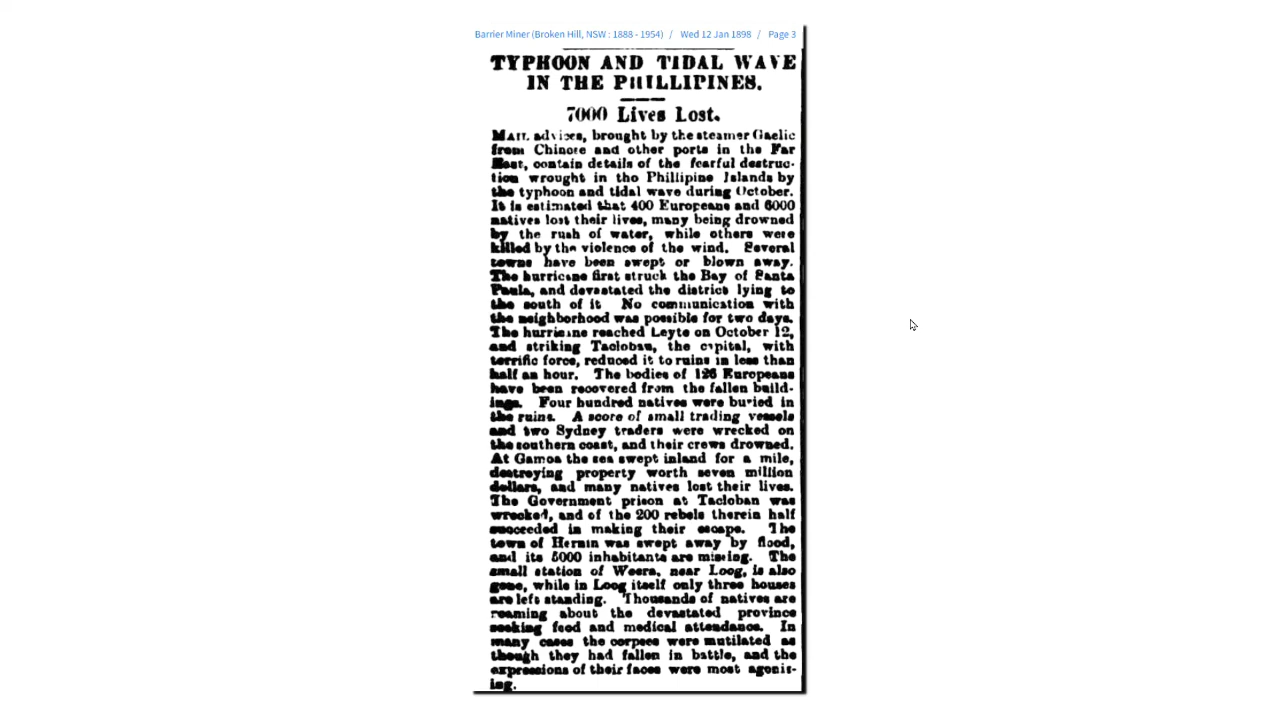 Barrier Miner (Broken Hill, NSW : 1888 - 1954) / Wed 12 Jan 1898 / Page 3
TYPHOON AND TIDAL WAVE
IN THE PHILLIPINES.
7000 Lives Lost.
MAIL advices, brought by the steamer Gaelic
from Chinese and other ports in the Far
East, contain details of the fearful destruc-
tion wrought in the Phillipine Islands by
the typhoon and tidal wave during October.
It is estimated that 400 Europeans and 6000
natives lost their lives, many being drowned
by the rush of water, while others were
killed by the violence of the wind. Several
towns have been swept or blown away.
The hurricane first struck the Bay of Santa
Paula, and devastated the district lying to
the south of it No communication with
the neighborhood was possible for two days.
The hurricane reached Leyte on October 12,
and striking Tacloban, the capital, with
terrific force, reduced it to ruins in less than
half an hour. The bodies of 126 Europeans
have been recovered from the fallen build-
ings. Four hundred natives were buried in
the ruins. A score of small trading vessels
and two Sydney traders were wrecked on
the southern coast, and their crews drowned.
At Gamoa the sea swept inland for a mile,
destroying property worth seven million
dollars, and many natives lost their lives.
The Government prison at Tacloban was
wrecked, and of the 200 rebels therein half
succeeded in making their escape. The
town of Hernin was swept away by flood,
and its 5000 inhabitants are missing. The
small station of Weera, near Loog, is also
gone, while in Loog itself only three houses
are left standing. Thousands of natives are
roaming about the devastated province
seeking food and medical attendance. In
many cases the corpses were mutilated as
though they had fallen in battle, and the
expressions of their faces were most agonis-
ing.